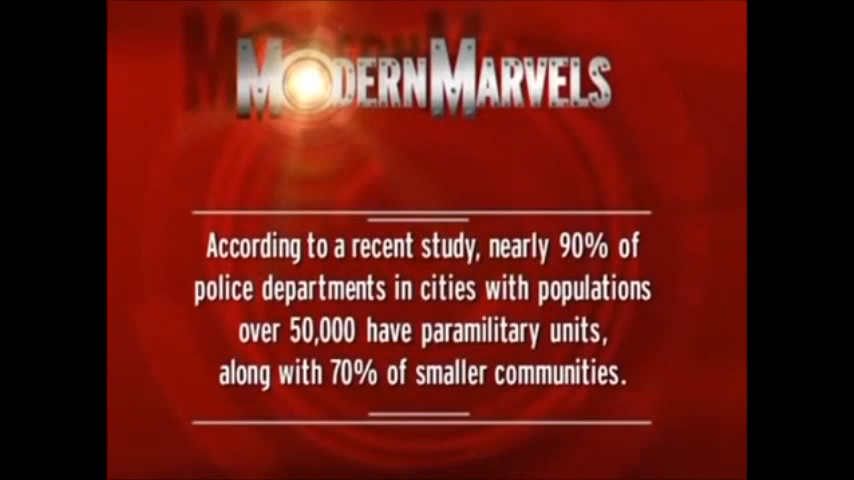 MODERN MARVELS
According to a recent study, nearly 90% of
police departments in cities with populations
over 50,000 have paramilitary units,
along with 70% of smaller communities.